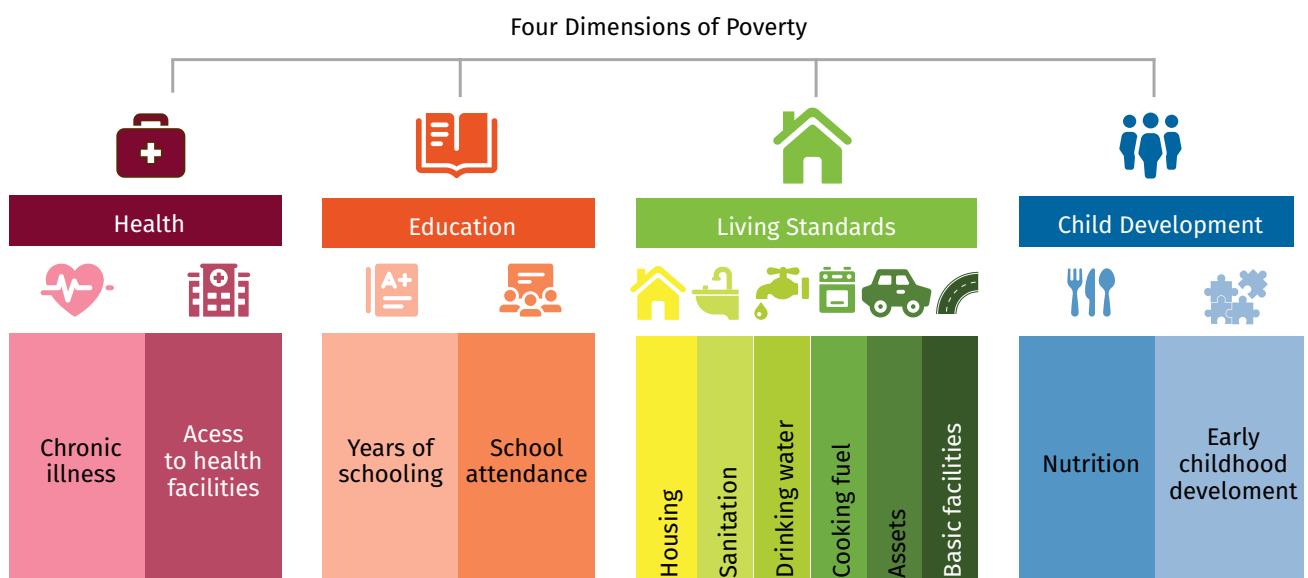 Four Dimensions of Poverty
Health
Education
Living Standards
Child Development
A+
Chronic
illness
Acess
to health
facilities
Years of
schooling
School
attendance
Housing
Sanitation
Drinking water
Cooking fuel
Assets
Basic facilities
Nutrition
Early
childhood
develoment